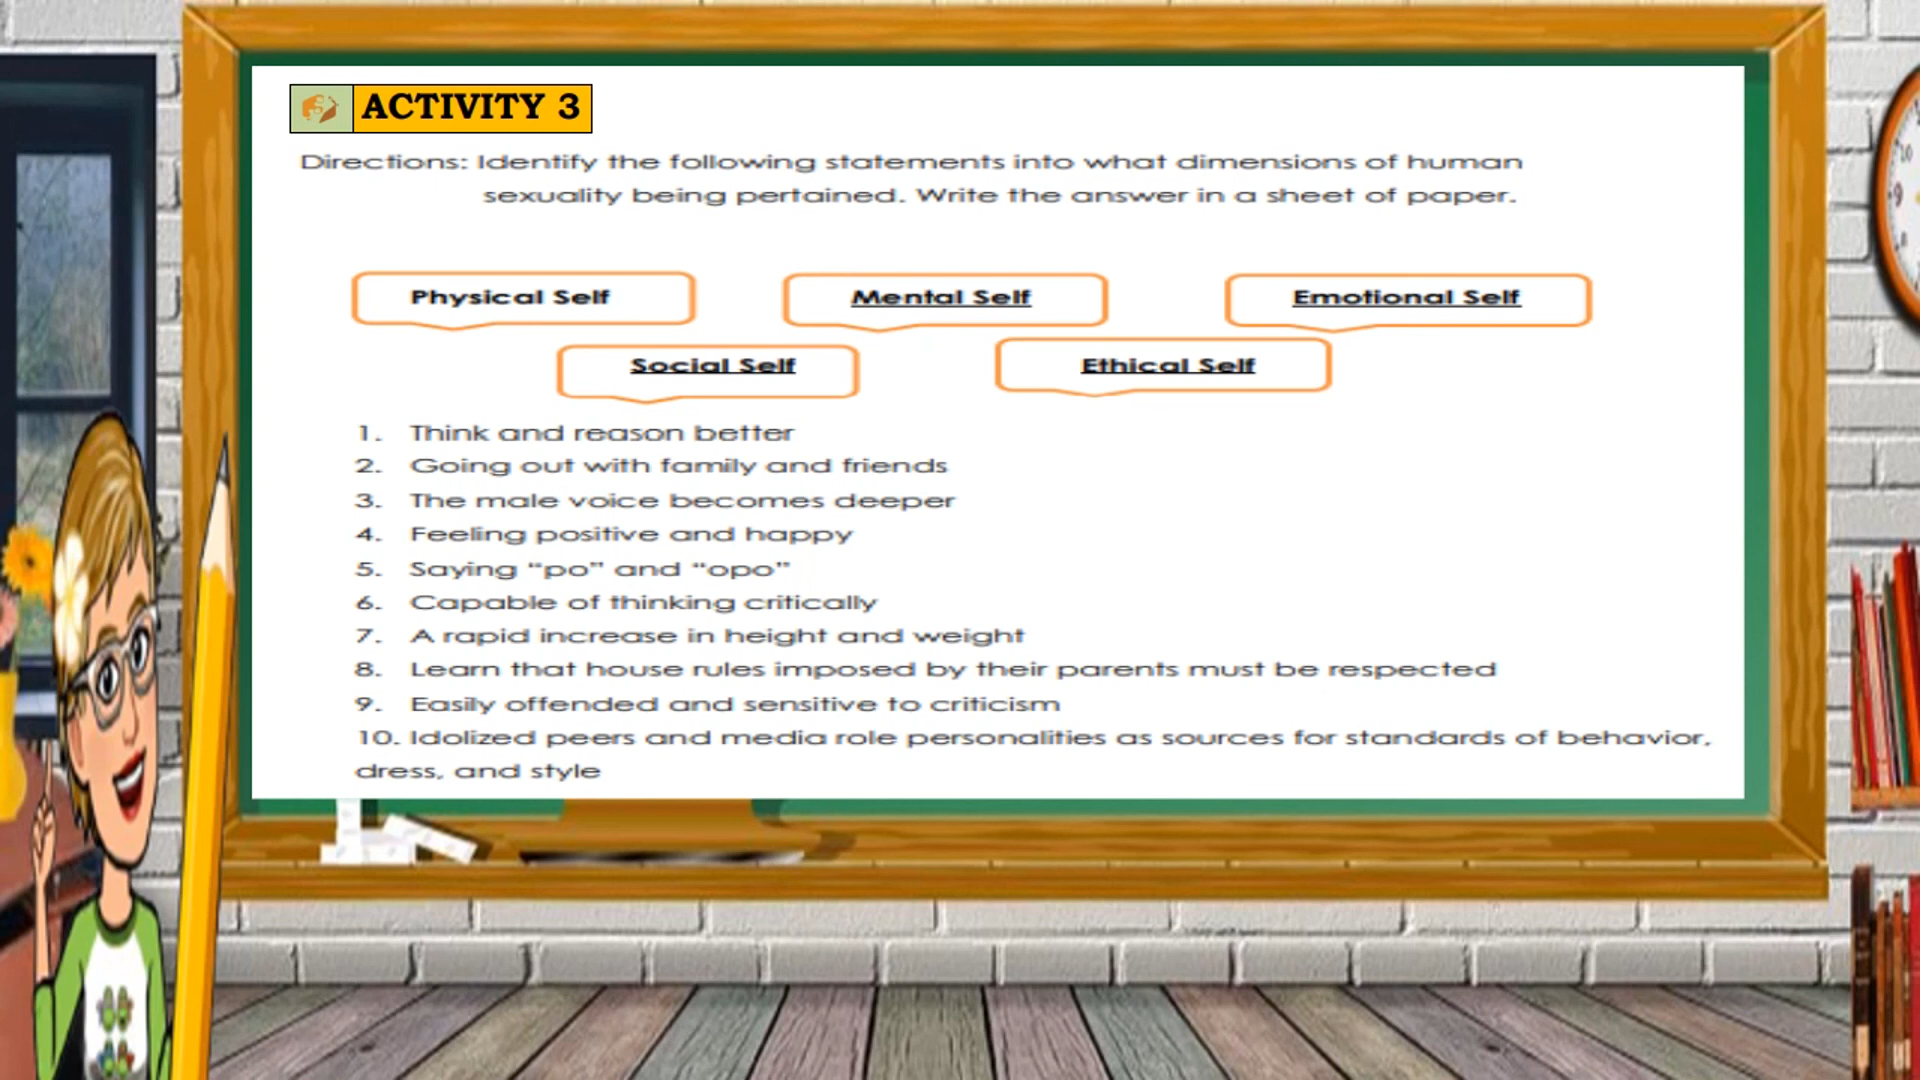 ACTIVITY 3
Directions: Identify the following statements into what dimensions of human
sexuality being pertained. Write the answer in a sheet of paper.
Physical Self
Mental Self
Emotional Self
Social Self
Ethical Self
1. Think and reason better
2. Going out with family and friends
3. The male voice becomes deeper
4. Feeling positive and happy
5. Saying “po” and “opo”
6. Capable of thinking critically
7. A rapid increase in height and weight
8. Learn that house rules imposed by their parents must be respected
9. Easily offended and sensitive to criticism
10. Idolized peers and media role personalities as sources for standards of behavior,
dress, and style
10
9